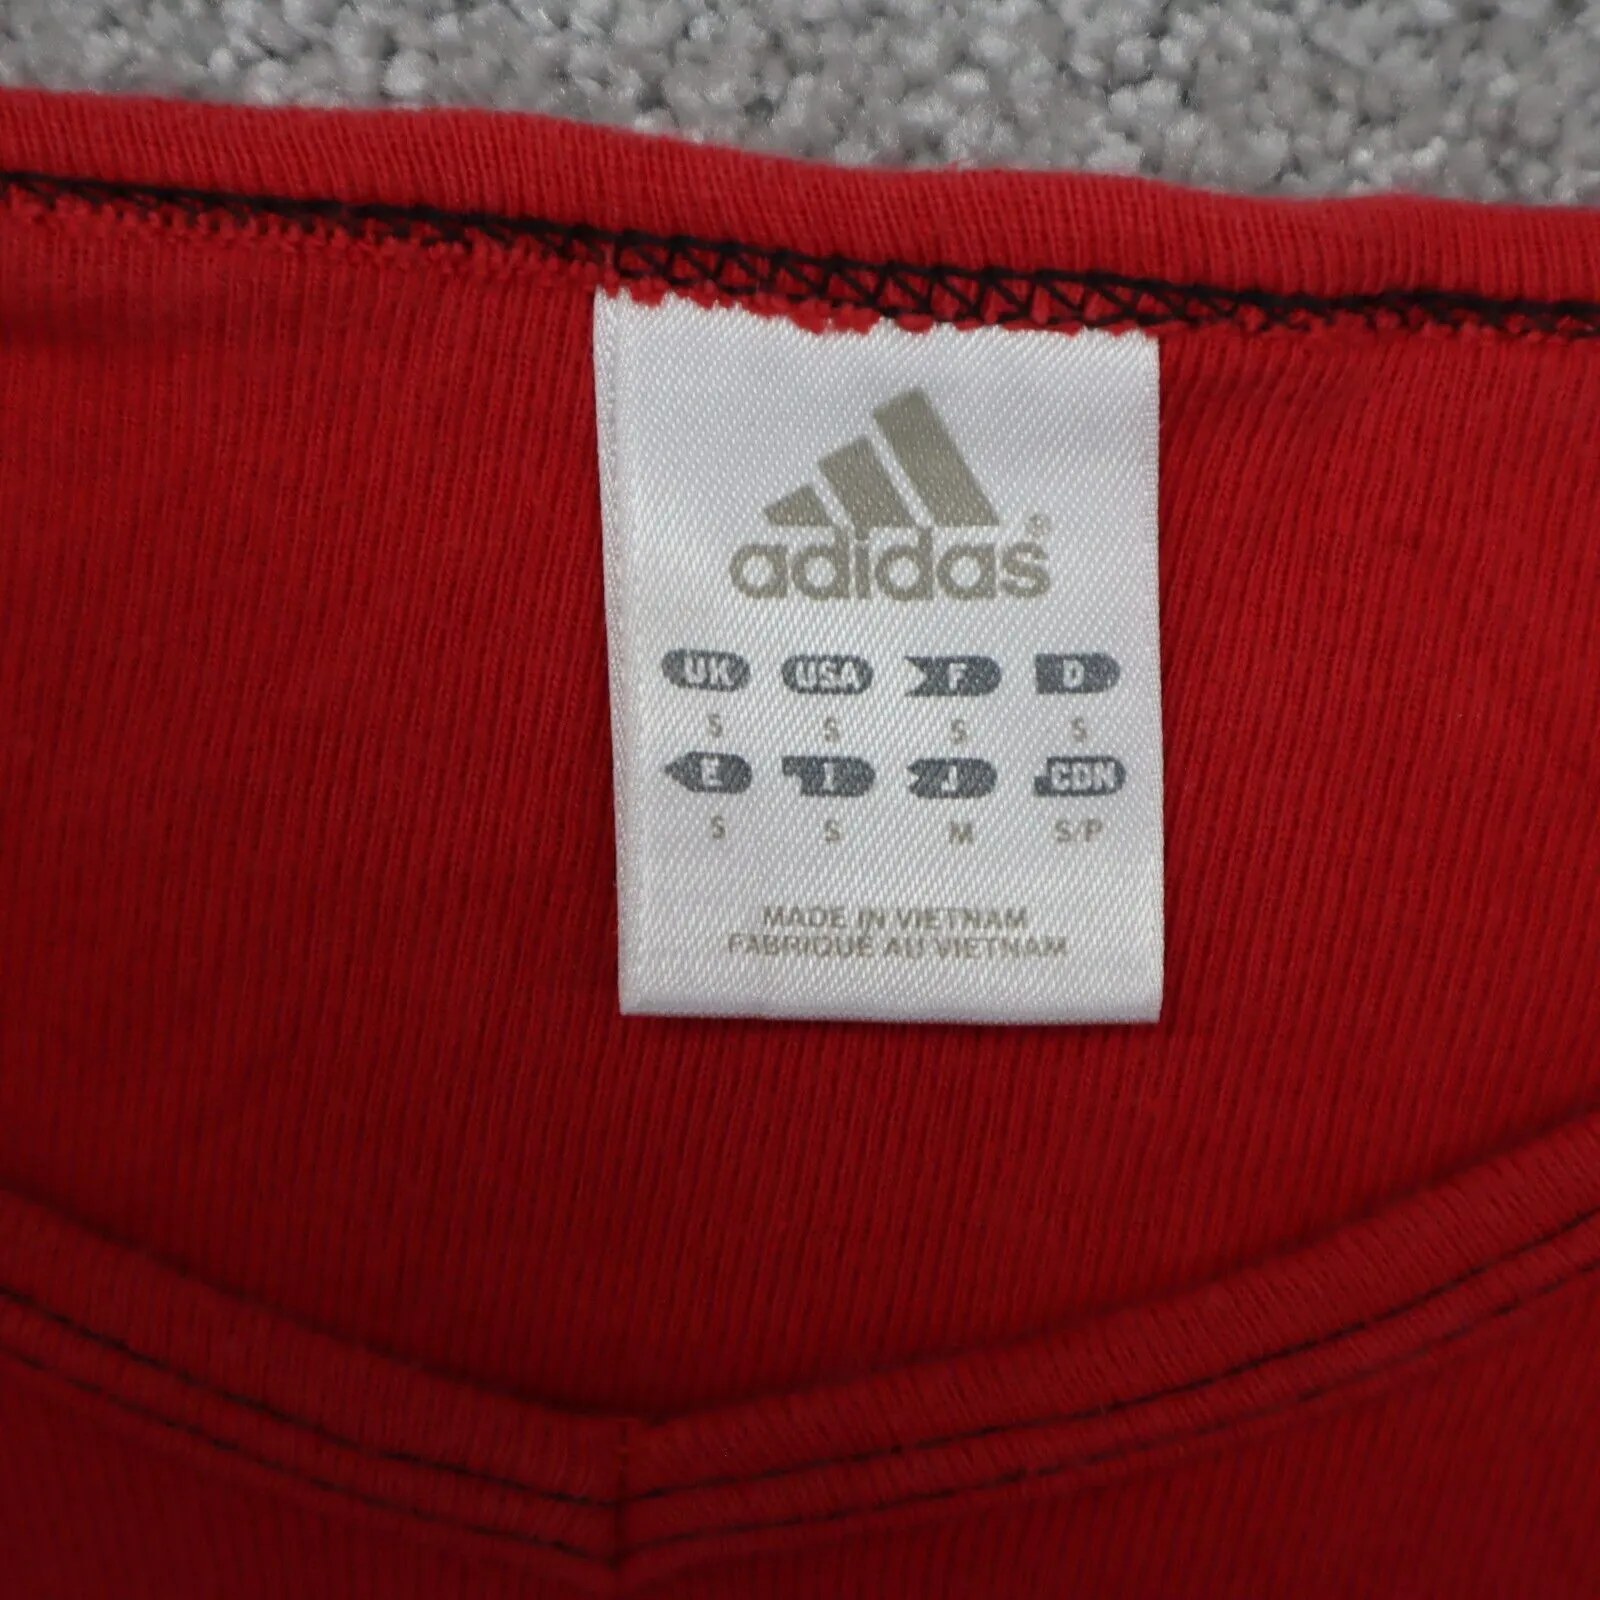 adidas®
UK USA F D
S S S S
E I J CDN
S S M S/P
MADE IN VIETNAM
FABRIQUÉ AU VIETNAM